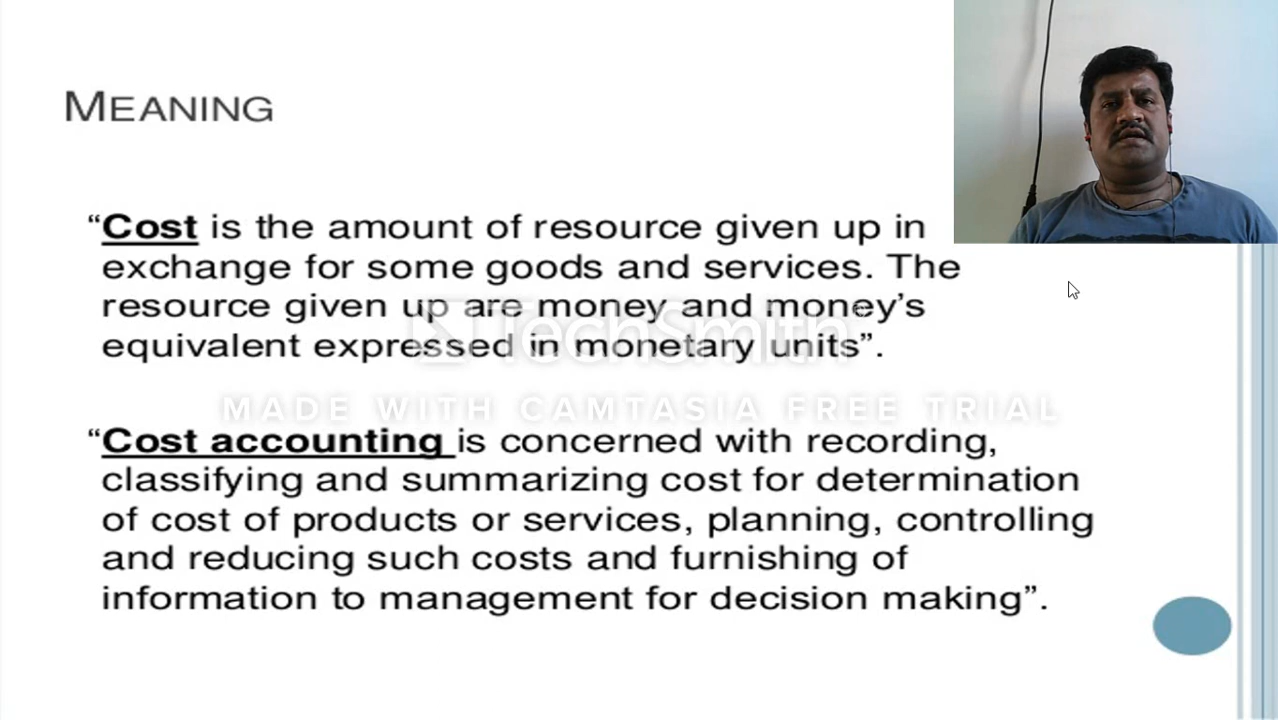 MEANING
“Cost is the amount of resource given up in
exchange for some goods and services. The
resource given up are money and money’s
equivalent expressed in monetary units”.
TechSmith
MADE WITH CAMTASIA FREE TRIAL
“Cost accounting is concerned with recording,
classifying and summarizing cost for determination
of cost of products or services, planning, controlling
and reducing such costs and furnishing of
information to management for decision making”.